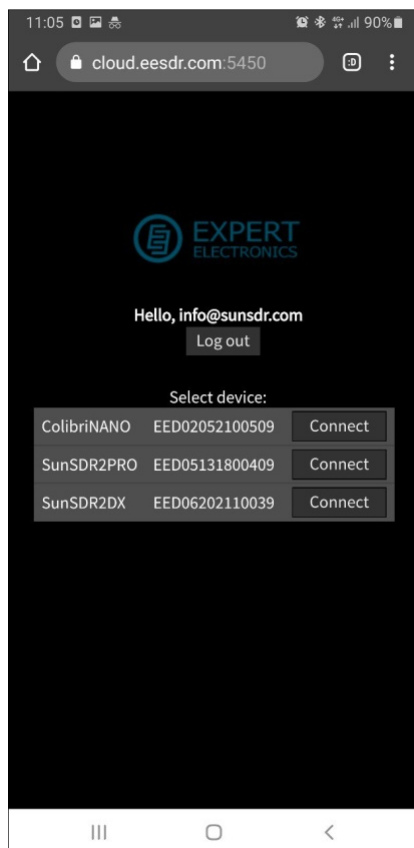 11:05 4G+ 90%
cloud.eesdr.com:5450 :D
EXPERT
ELECTRONICS
Hello, info@sunsdr.com
Log out
Select device:
ColibriNANO EED02052100509 Connect
SunSDR2PRO EED05131800409 Connect
SunSDR2DX EED06202110039 Connect